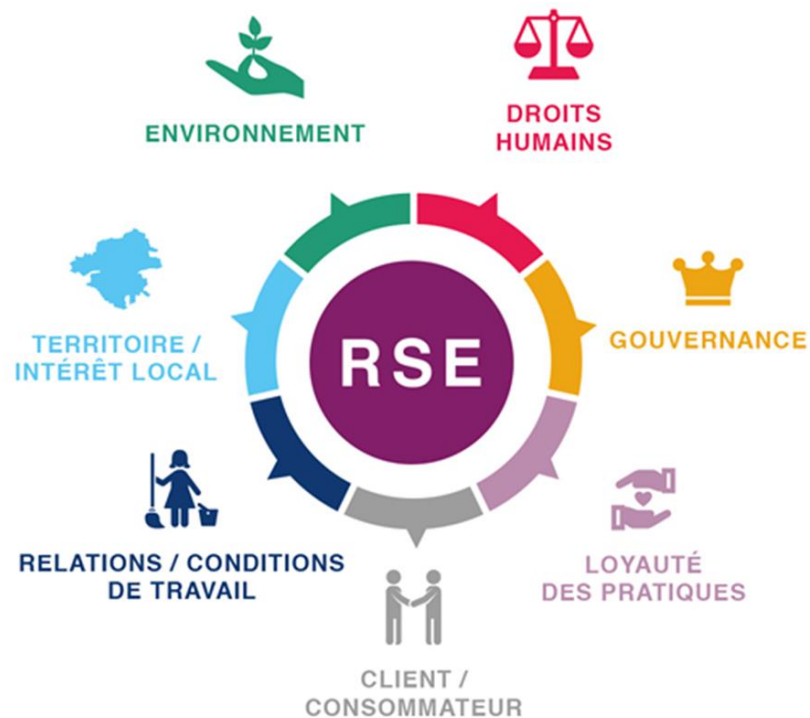 ENVIRONNEMENT
DROITS
HUMAINS
TERRITOIRE /
INTÉRÊT LOCAL
RSE
GOUVERNANCE
RELATIONS / CONDITIONS
DE TRAVAIL
LOYAUTÉ
DES PRATIQUES
CLIENT /
CONSOMMATEUR